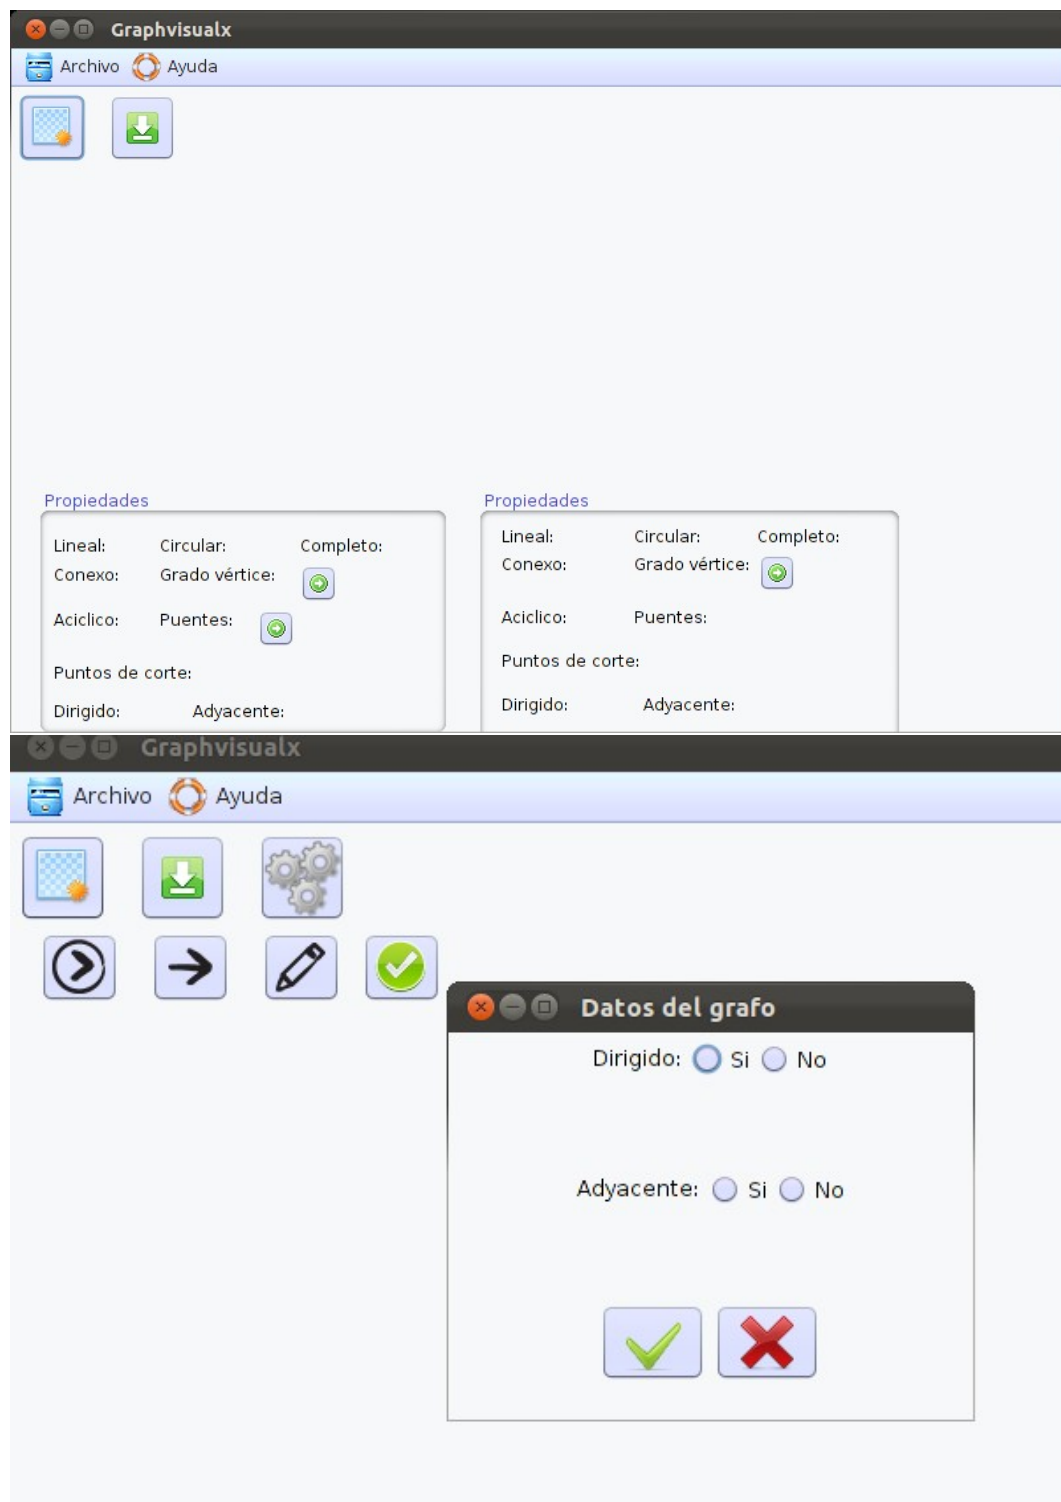 Graphvisualx
Archivo Ayuda
Propiedades
Lineal: Circular: Completo:
Conexo: Grado vértice:
Aciclico: Puentes:
Puntos de corte:
Dirigido: Adyacente:
Propiedades
Lineal: Circular: Completo:
Conexo: Grado vértice:
Aciclico: Puentes:
Puntos de corte:
Dirigido: Adyacente:
Graphvisualx
Archivo Ayuda
Datos del grafo
Dirigido: Si No
Adyacente: Si No